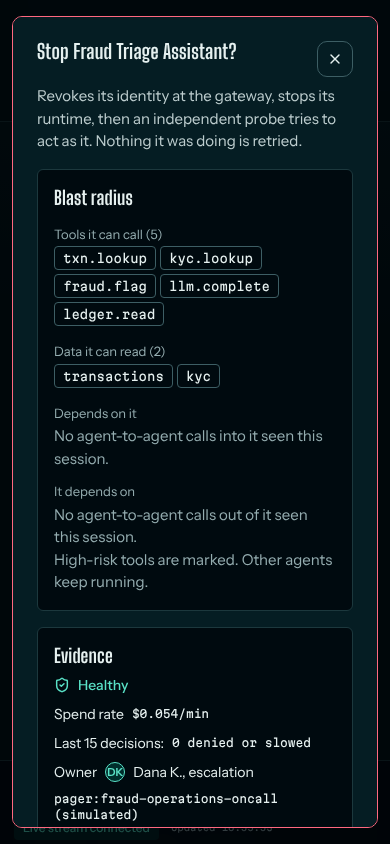 Stop Fraud Triage Assistant?
Revokes its identity at the gateway, stops its
runtime, then an independent probe tries to
act as it. Nothing it was doing is retried.
Blast radius
Tools it can call (5)
txn.lookup kyc.lookup
fraud.flag llm.complete
ledger.read
Data it can read (2)
transactions kyc
Depends on it
No agent-to-agent calls into it seen this
session.
It depends on
No agent-to-agent calls out of it seen
this session.
High-risk tools are marked. Other agents
keep running.
Evidence
Healthy
Spend rate $0.054/min
Last 15 decisions: 0 denied or slowed
Owner DK Dana K., escalation
pager:fraud-operations-oncall
(simulated)
Live stream connected